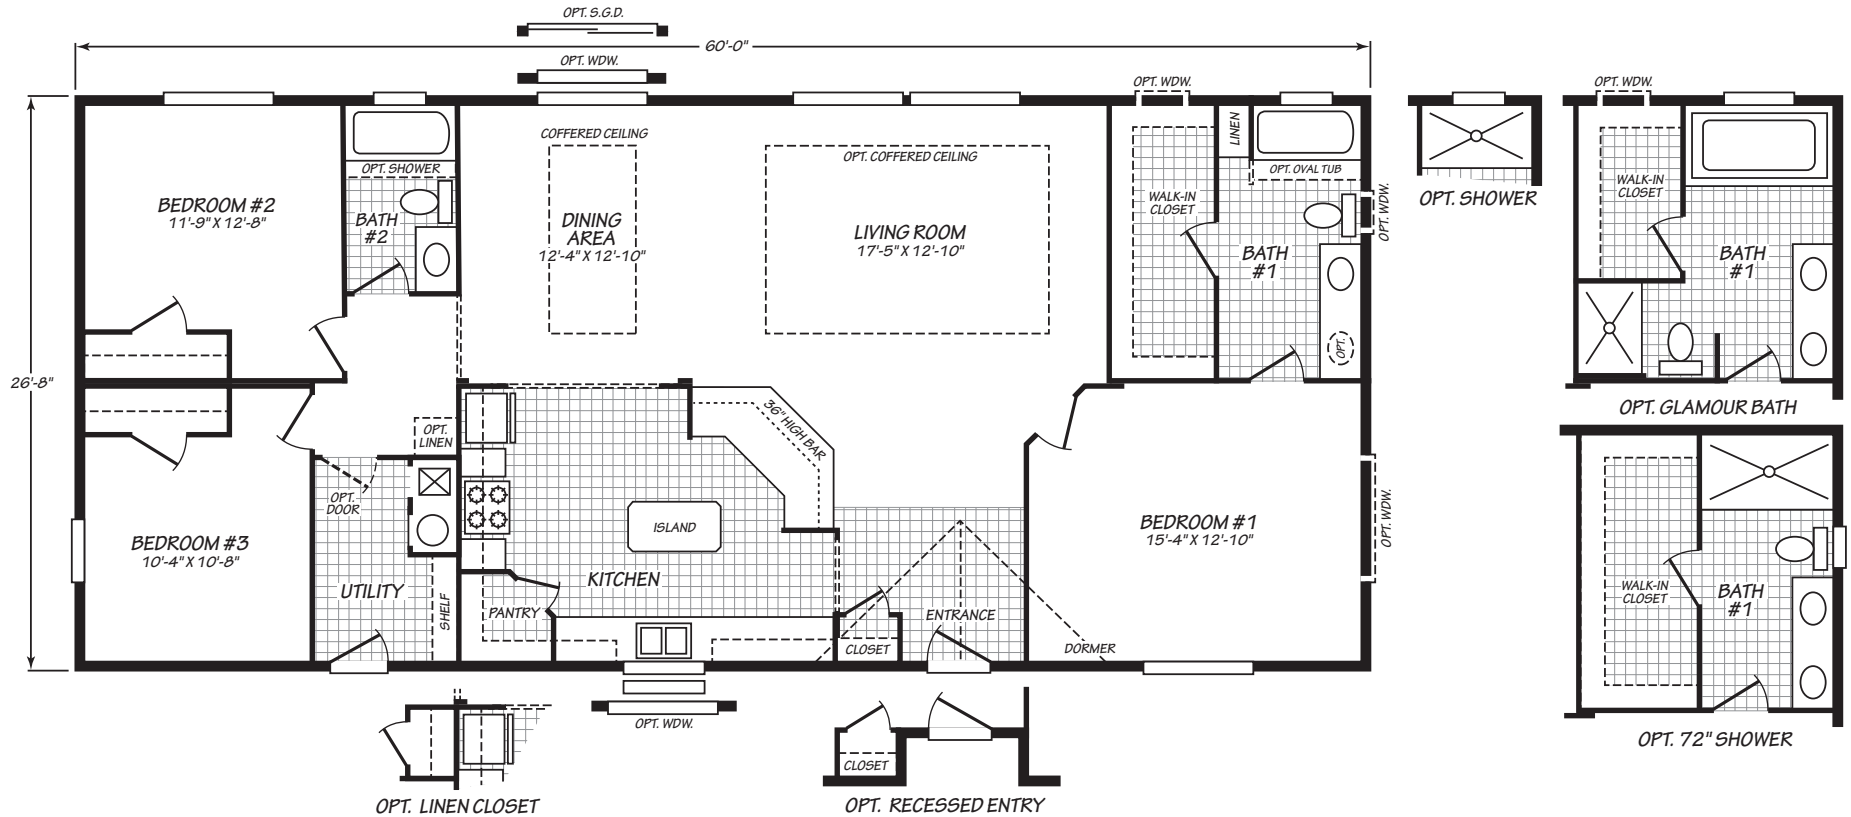 OPT. S.G.D.
60'-0"
OPT. WDW.
OPT. WDW.
OPT. WDW.
COFFERED CEILING
OPT. COFFERED CEILING
LINEN
OPT. SHOWER
OPT. OVAL TUB
WALK-IN
CLOSET
OPT. WDW.
BEDROOM #2
11'-9" X 12'-8"
BATH
#2
DINING
AREA
12'-4" X 12'-10"
LIVING ROOM
17'-5" X 12'-10"
WALK-IN
CLOSET
BATH
#1
OPT. SHOWER
BATH
#1
OPT.
26'-8"
OPT. GLAMOUR BATH
OPT.
LINEN
36" HIGH BAR
OPT.
DOOR
ISLAND
BEDROOM #1
15'-4" X 12'-10"
OPT. WDW.
BEDROOM #3
10'-4" X 10'-8"
KITCHEN
UTILITY
SHELF
PANTRY
ENTRANCE
CLOSET
DORMER
WALK-IN
CLOSET
BATH
#1
OPT. WDW.
OPT. 72" SHOWER
CLOSET
OPT. LINEN CLOSET
OPT. RECESSED ENTRY